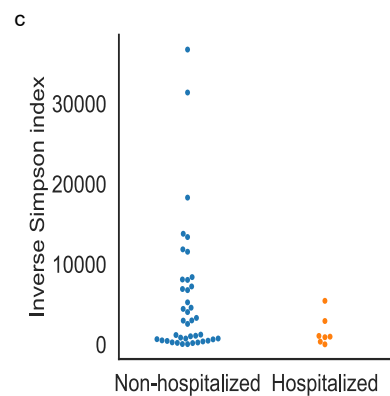 C
Inverse Simpson index
30000
20000
10000
0
Non-hospitalized Hospitalized